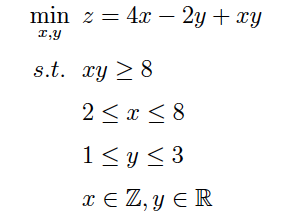 min z = 4x − 2y + xy
x,y
s.t. xy ≥ 8
2 ≤ x ≤ 8
1 ≤ y ≤ 3
x ∈ ℤ, y ∈ ℝ